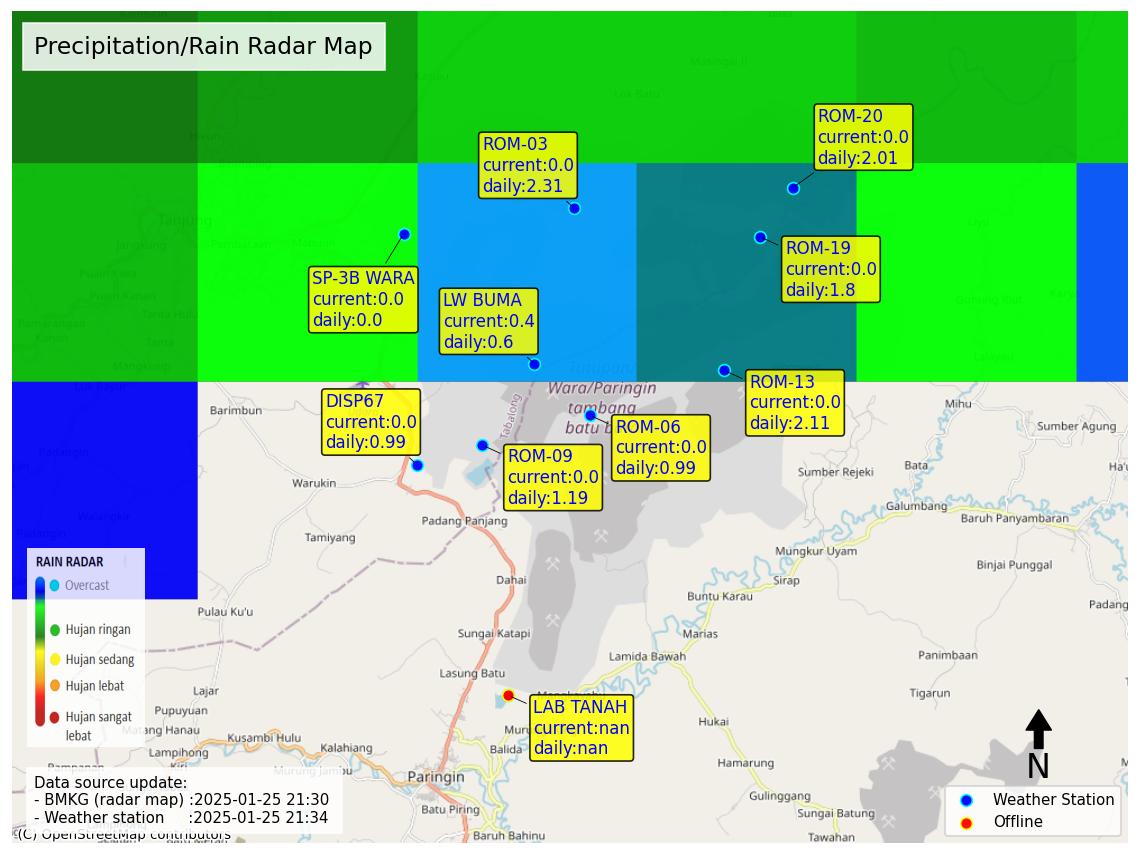 Precipitation/Rain Radar Map
Masingai II
Lok Batu
ROM-20
current:0.0
daily:2.01
ROM-03
current:0.0
daily:2.31
ROM-19
current:0.0
daily:1.8
SP-3B WARA
current:0.0
daily:0.0
LW BUMA
current:0.4
daily:0.6
Tanjung
Wara/Paringin
tambang
batu b
Tabalong
ROM-13
current:0.0
daily:2.11
DISP67
current:0.0
daily:0.99
ROM-06
current:0.0
daily:0.99
ROM-09
current:0.0
daily:1.19
Barimbun
Mihu
Sumber Agung
Bata
Sumber Rejeki
Warukin
Galumbang
Baruh Panyambaran
Padang Panjang
Tamiyang
Mungkur Uyam
Binjai Punggal
Dahai
Sirap
Buntu Karau
Padang
Pulau Ku'u
Sungai Katapi
Marias
Lamida Bawah
Panimbaan
Lasung Batu
Tigarun
Lajar
Pupuyuan
Matang Hanau
Kusambi Hulu
Lampihong
Kalahiang
Murung Jambu
Balida
Hukai
Hamarung
Paringin
Batu Piring
Gulinggang
Sungai Batung
Baruh Bahinu
Tawahan
RAIN RADAR
Overcast
Hujan ringan
Hujan sedang
Hujan lebat
Hujan sangat
lebat
LAB TANAH
current:nan
daily:nan
N
Data source update:
- BMKG (radar map) :2025-01-25 21:30
- Weather station :2025-01-25 21:34
(C) OpenStreetMap contributors
Weather Station
Offline